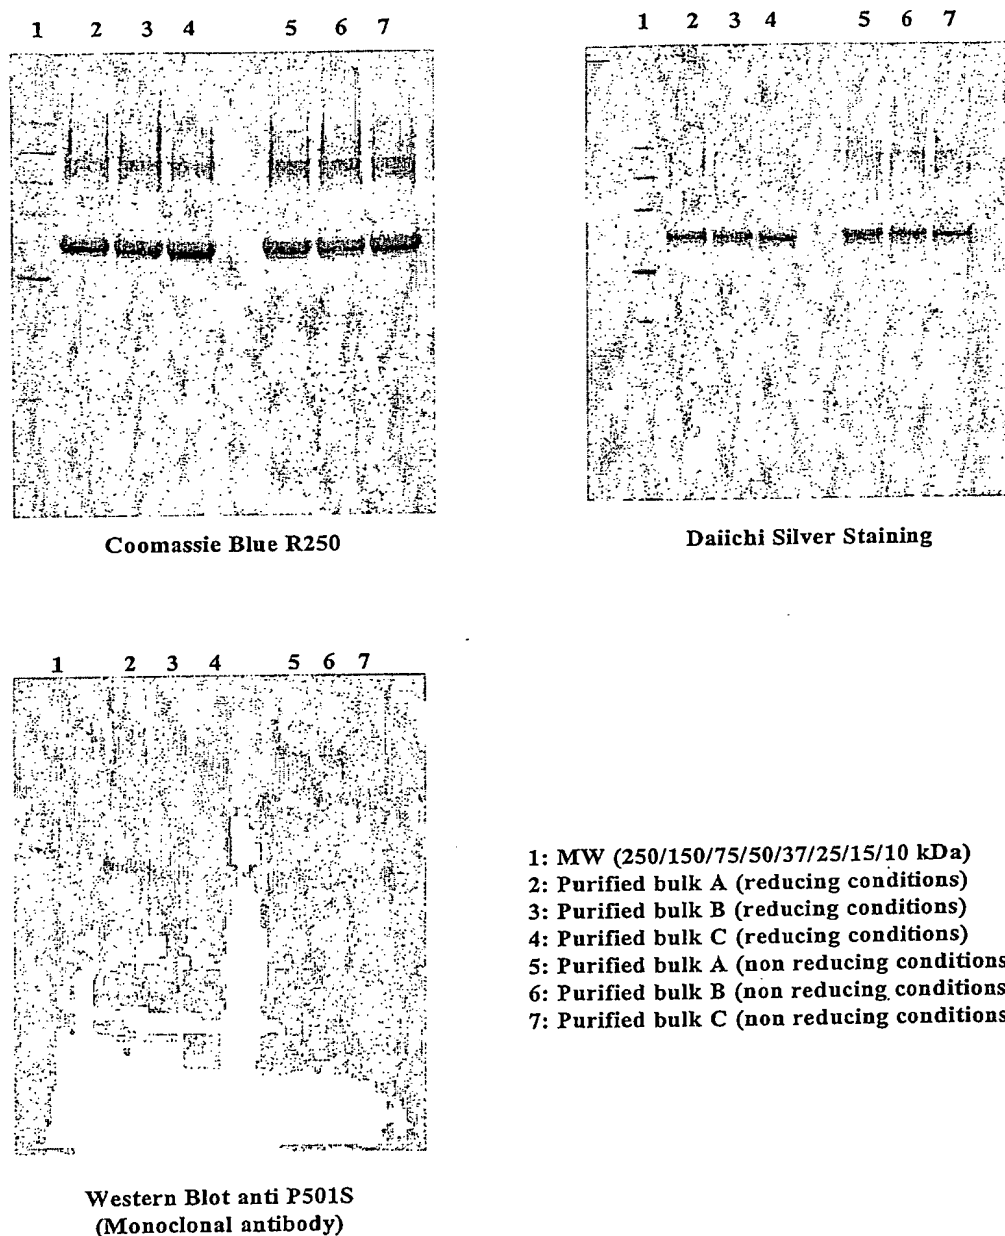 1 2 3 4 5 6 7
1 2 3 4 5 6 7
Coomassie Blue R250
Daiichi Silver Staining
1 2 3 4 5 6 7
1: MW (250/150/75/50/37/25/15/10 kDa)
2: Purified bulk A (reducing conditions)
3: Purified bulk B (reducing conditions)
4: Purified bulk C (reducing conditions)
5: Purified bulk A (non reducing conditions
6: Purified bulk B (non reducing conditions
7: Purified bulk C (non reducing conditions
Western Blot anti P501S
(Monoclonal antibody)